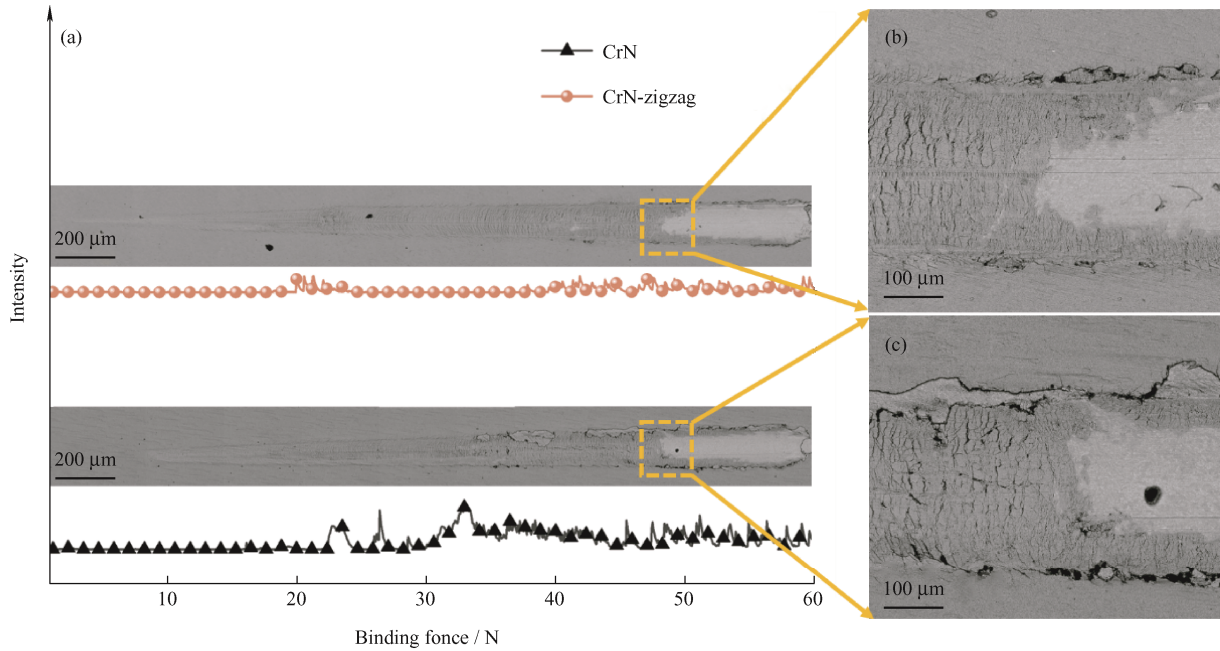 (a)
CrN
CrN-zigzag
200 μm
200 μm
Intensity
10 20 30 40 50 60
Binding fonce / N
(b)
100 μm
(c)
100 μm